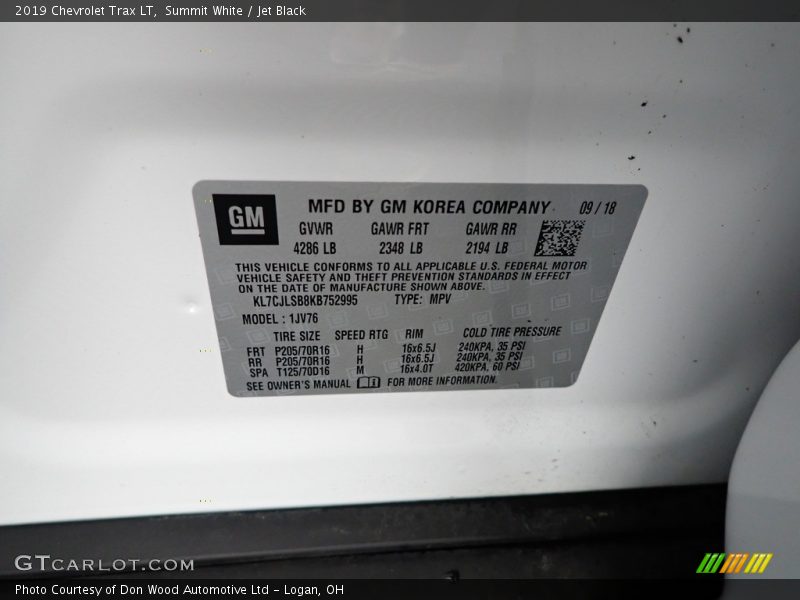 2019 Chevrolet Trax LT, Summit White / Jet Black
GM
MFD BY GM KOREA COMPANY 09 / 18
GVWR GAWR FRT GAWR RR
4286 LB 2348 LB 2194 LB
THIS VEHICLE CONFORMS TO ALL APPLICABLE U.S. FEDERAL MOTOR
VEHICLE SAFETY AND THEFT PREVENTION STANDARDS IN EFFECT
ON THE DATE OF MANUFACTURE SHOWN ABOVE.
KL7CJLSB8KB752995 TYPE: MPV
MODEL : 1JV76
TIRE SIZE SPEED RTG RIM COLD TIRE PRESSURE
FRT P205/70R16 H 16x6.5J 240KPA, 35 PSI
RR P205/70R16 H 16x6.5J 240KPA, 35 PSI
SPA T125/70D16 M 16x4.0T 420KPA, 60 PSI
SEE OWNER'S MANUAL FOR MORE INFORMATION.
GTCARLOT.COM
Photo Courtesy of Don Wood Automotive Ltd - Logan, OH